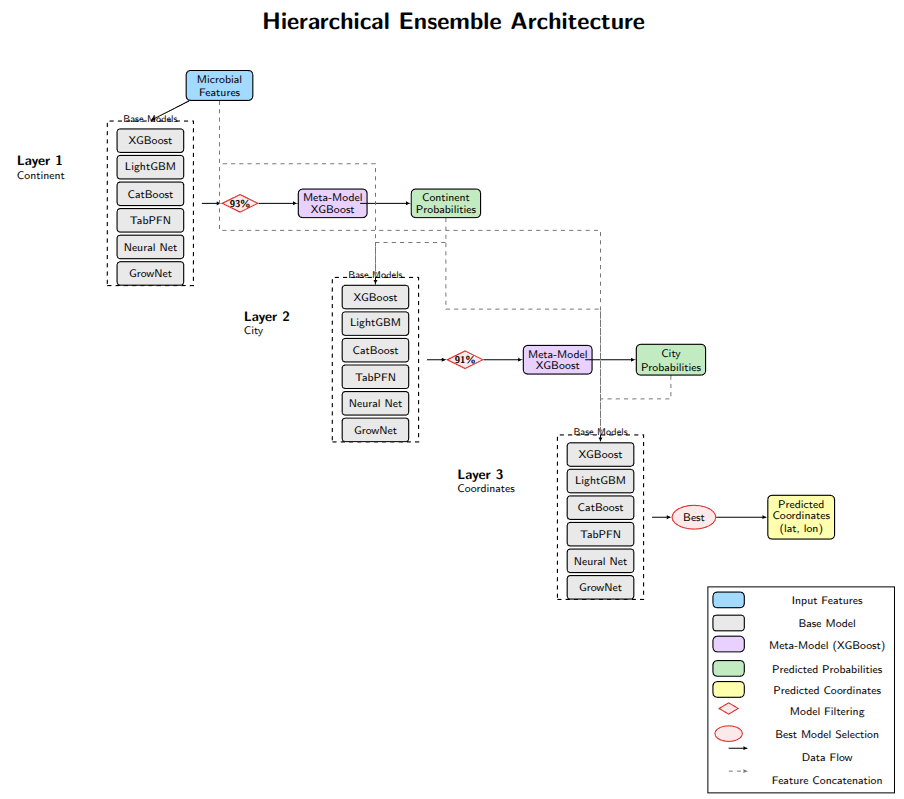 Hierarchical Ensemble Architecture
Microbial
Features
Base Models
Layer 1
Continent
XGBoost
LightGBM
CatBoost
TabPFN
Neural Net
GrowNet
93%
Meta-Model
XGBoost
Continent
Probabilities
Base Models
Layer 2
City
XGBoost
LightGBM
CatBoost
TabPFN
Neural Net
GrowNet
91%
Meta-Model
XGBoost
City
Probabilities
Base Models
Layer 3
Coordinates
XGBoost
LightGBM
CatBoost
TabPFN
Neural Net
GrowNet
Best
Predicted
Coordinates
(lat, lon)
Input Features
Base Model
Meta-Model (XGBoost)
Predicted Probabilities
Predicted Coordinates
Model Filtering
Best Model Selection
Data Flow
Feature Concatenation